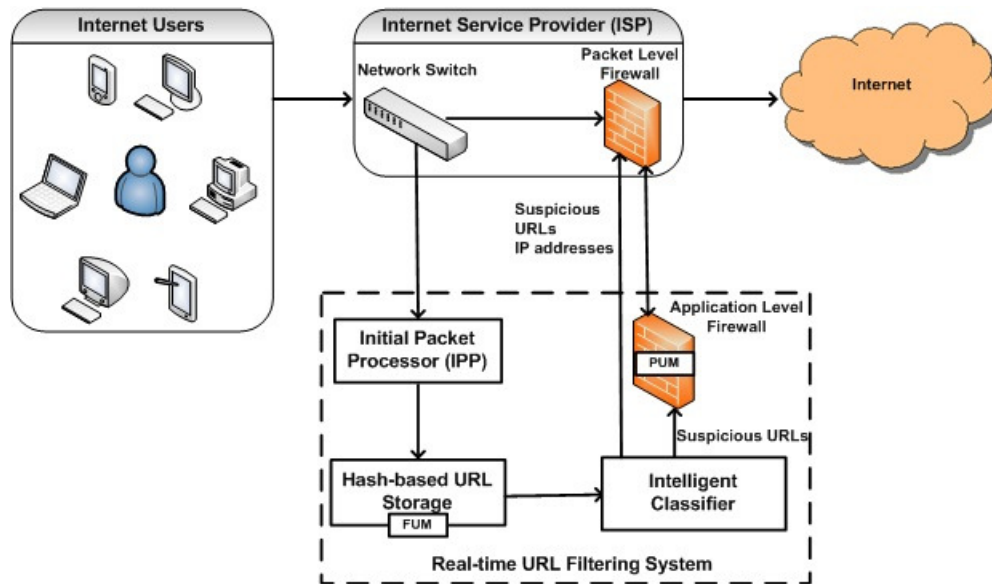 Internet Users
Internet Service Provider (ISP)
Network Switch
Packet Level
Firewall
Internet
Suspicious
URLs
IP addresses
Application Level
Firewall
PUM
Initial Packet
Processor (IPP)
Suspicious URLs
Hash-based URL
Storage
FUM
Intelligent
Classifier
Real-time URL Filtering System